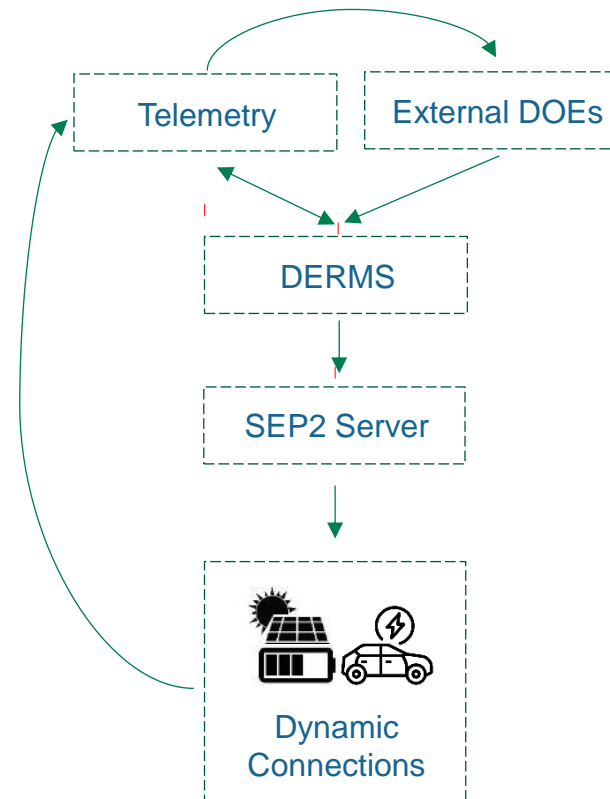 Telemetry
External DOEs
DERMS
SEP2 Server
Dynamic
Connections